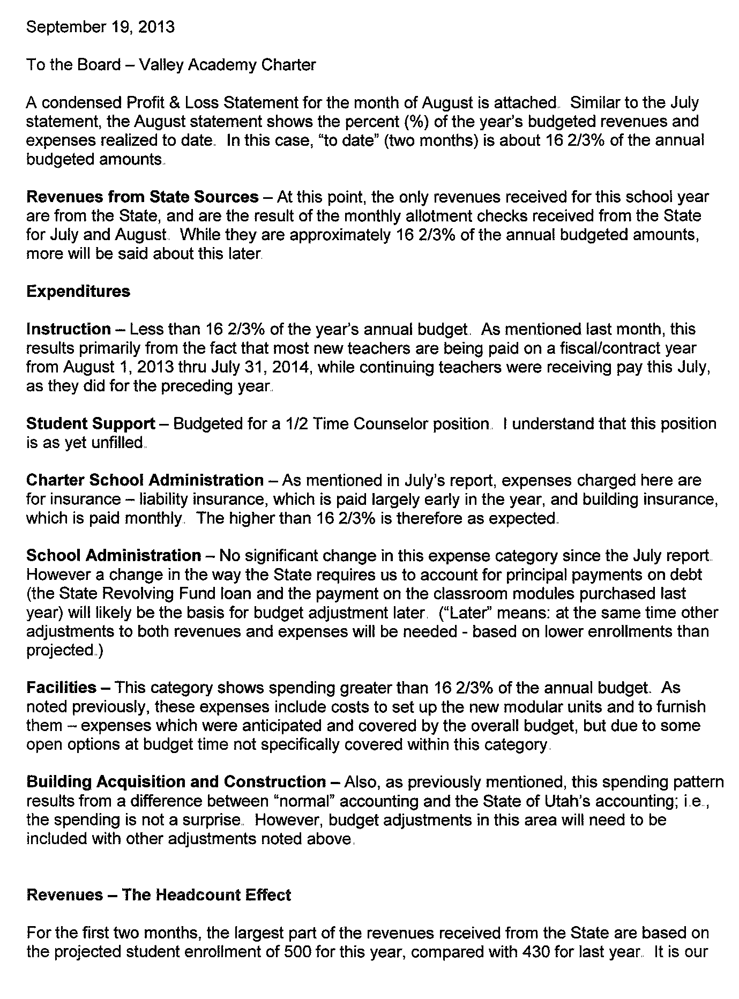 September 19, 2013
To the Board – Valley Academy Charter
A condensed Profit & Loss Statement for the month of August is attached. Similar to the July
statement, the August statement shows the percent (%) of the year's budgeted revenues and
expenses realized to date. In this case, “to date” (two months) is about 16 2/3% of the annual
budgeted amounts.
Revenues from State Sources – At this point, the only revenues received for this school year
are from the State, and are the result of the monthly allotment checks received from the State
for July and August. While they are approximately 16 2/3% of the annual budgeted amounts,
more will be said about this later.
Expenditures
Instruction – Less than 16 2/3% of the year's annual budget. As mentioned last month, this
results primarily from the fact that most new teachers are being paid on a fiscal/contract year
from August 1, 2013 thru July 31, 2014, while continuing teachers were receiving pay this July,
as they did for the preceding year.
Student Support – Budgeted for a 1/2 Time Counselor position. I understand that this position
is as yet unfilled.
Charter School Administration – As mentioned in July's report, expenses charged here are
for insurance – liability insurance, which is paid largely early in the year, and building insurance,
which is paid monthly. The higher than 16 2/3% is therefore as expected.
School Administration – No significant change in this expense category since the July report.
However a change in the way the State requires us to account for principal payments on debt
(the State Revolving Fund loan and the payment on the classroom modules purchased last
year) will likely be the basis for budget adjustment later. (“Later” means: at the same time other
adjustments to both revenues and expenses will be needed - based on lower enrollments than
projected.)
Facilities – This category shows spending greater than 16 2/3% of the annual budget. As
noted previously, these expenses include costs to set up the new modular units and to furnish
them – expenses which were anticipated and covered by the overall budget, but due to some
open options at budget time not specifically covered within this category.
Building Acquisition and Construction – Also, as previously mentioned, this spending pattern
results from a difference between “normal” accounting and the State of Utah's accounting; i.e.,
the spending is not a surprise. However, budget adjustments in this area will need to be
included with other adjustments noted above.
Revenues – The Headcount Effect
For the first two months, the largest part of the revenues received from the State are based on
the projected student enrollment of 500 for this year, compared with 430 for last year. It is our